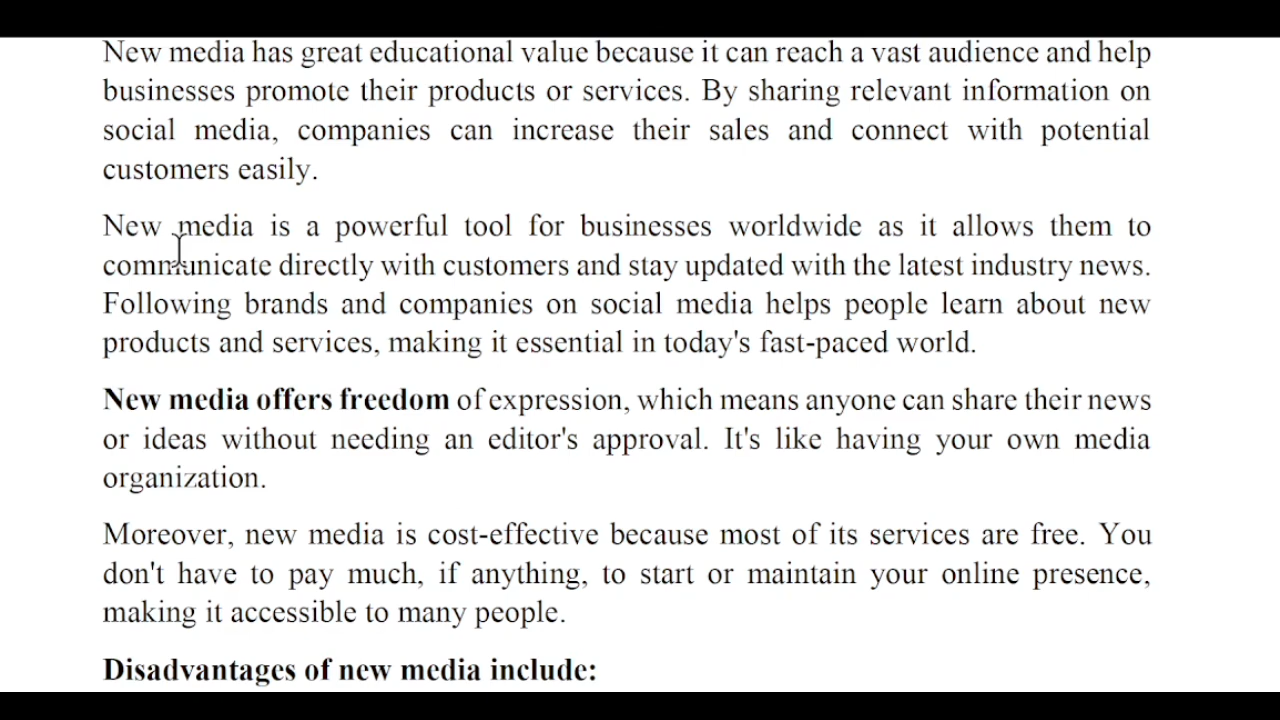 New media has great educational value because it can reach a vast audience and help
businesses promote their products or services. By sharing relevant information on
social media, companies can increase their sales and connect with potential
customers easily.
New media is a powerful tool for businesses worldwide as it allows them to
communicate directly with customers and stay updated with the latest industry news.
Following brands and companies on social media helps people learn about new
products and services, making it essential in today's fast-paced world.
New media offers freedom of expression, which means anyone can share their news
or ideas without needing an editor's approval. It's like having your own media
organization.
Moreover, new media is cost-effective because most of its services are free. You
don't have to pay much, if anything, to start or maintain your online presence,
making it accessible to many people.
Disadvantages of new media include: